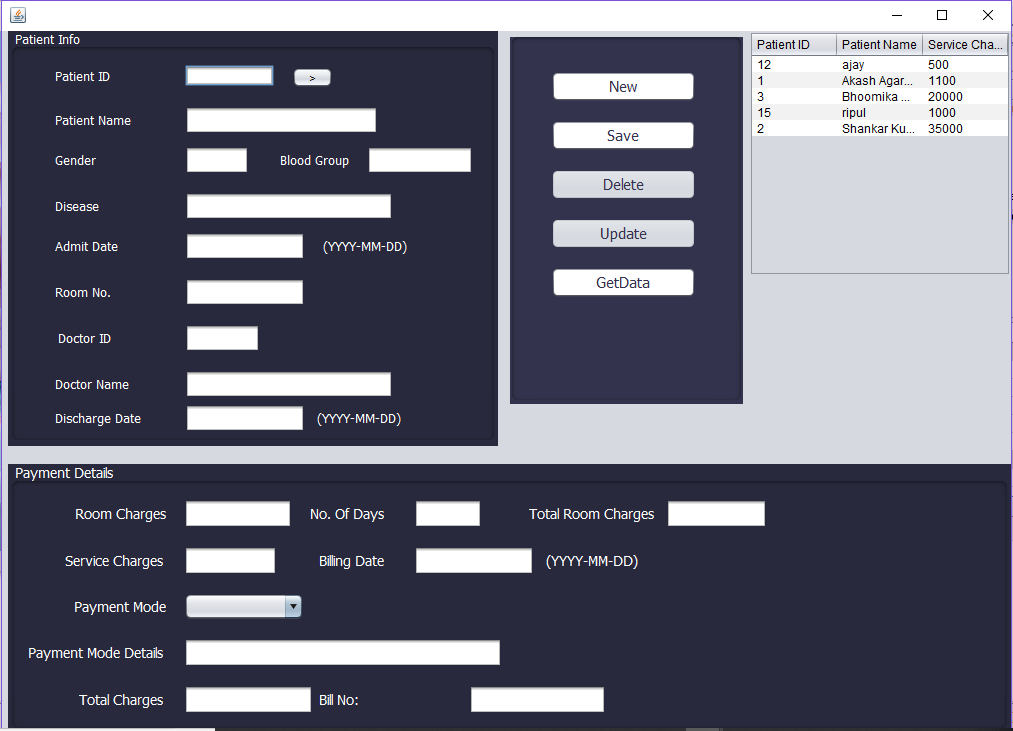 Patient Info
Patient ID >
Patient Name
Gender Blood Group
Disease
Admit Date (YYYY-MM-DD)
Room No.
Doctor ID
Doctor Name
Discharge Date (YYYY-MM-DD)
New
Save
Delete
Update
GetData
Patient ID Patient Name Service Cha...
12 ajay 500
1 Akash Agar... 1100
3 Bhoomika ... 20000
15 ripul 1000
2 Shankar Ku... 35000
Payment Details
Room Charges No. Of Days Total Room Charges
Service Charges Billing Date (YYYY-MM-DD)
Payment Mode
Payment Mode Details
Total Charges Bill No: